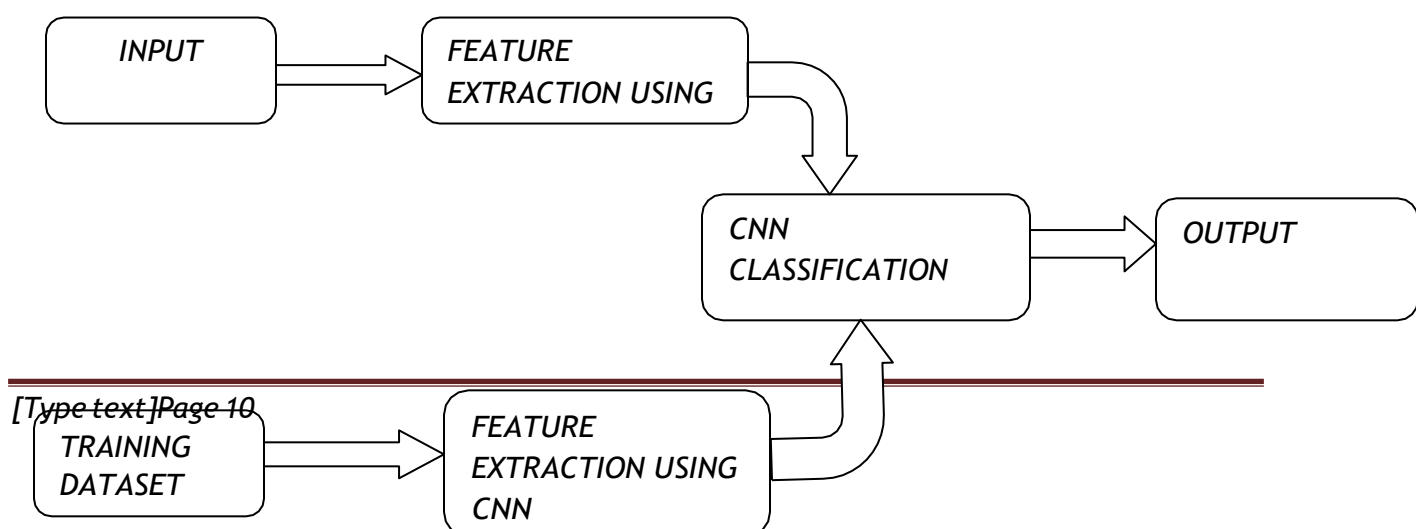 INPUT
FEATURE
EXTRACTION USING
CNN
CLASSIFICATION
OUTPUT
[Type text]Page 10
TRAINING
DATASET
FEATURE
EXTRACTION USING
CNN